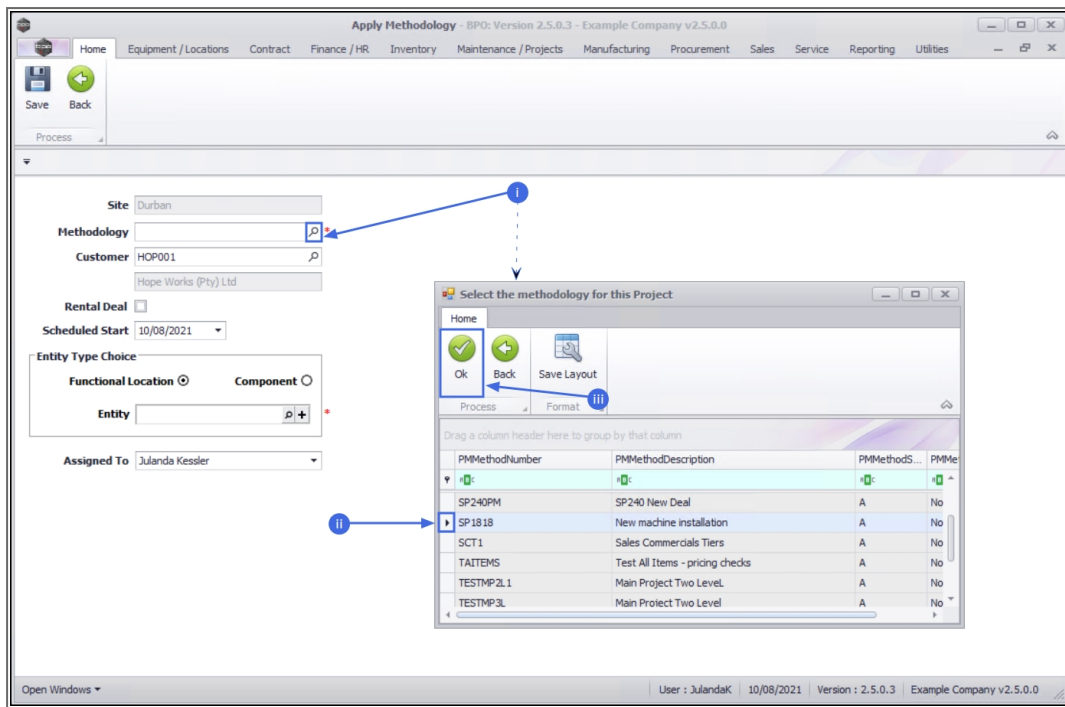 Apply Methodology - BPO: Version 2.5.0.3 - Example Company v2.5.0.0
Home Equipment / Locations Contract Finance / HR Inventory Maintenance / Projects Manufacturing Procurement Sales Service Reporting Utilities
Save Back
Process
Site Durban
Methodology *
Customer HOP001
Hope Works (Pty) Ltd
Rental Deal
Scheduled Start 10/08/2021
Entity Type Choice
Functional Location Component
Entity + *
Assigned To Julanda Kessler
i
Select the methodology for this Project
Home
Ok Back Save Layout
iii
Process Format
Drag a column header here to group by that column
PMMethodNumber PMMethodDescription PMMethodS... PMMet
SP240PM SP240 New Deal A No
ii
SP1818 New machine installation A No
SCT1 Sales Commercials Tiers A No
TAITEMS Test All Items - pricing checks A No
TESTMP2L1 Main Project Two LeveL A No
TESTMP3L Main Project Two Level A No
Open Windows User : JulandaK 10/08/2021 Version : 2.5.0.3 Example Company v2.5.0.0